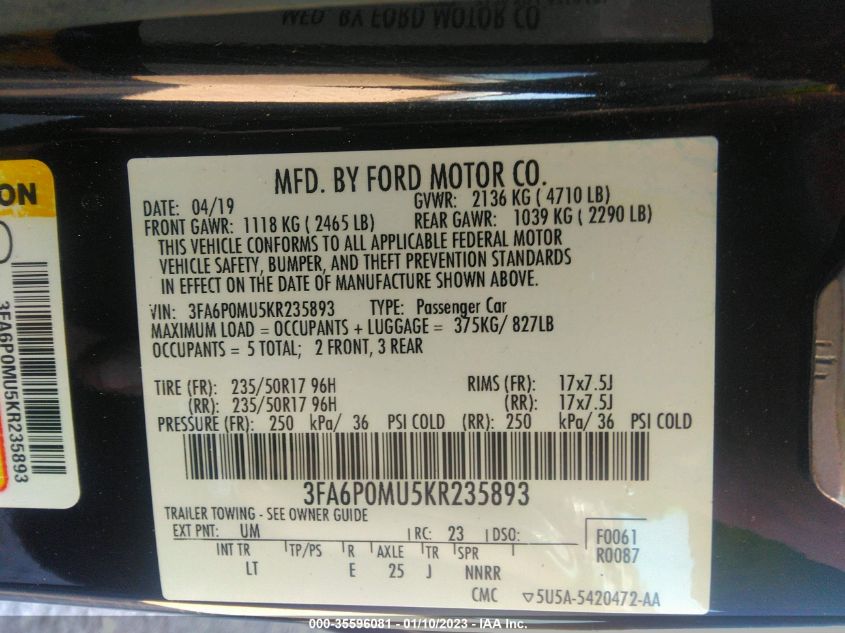 MFD. BY FORD MOTOR CO
MFD. BY FORD MOTOR CO.
DATE: 04/19 GVWR: 2136 KG ( 4710 LB)
FRONT GAWR: 1118 KG ( 2465 LB) REAR GAWR: 1039 KG ( 2290 LB)
THIS VEHICLE CONFORMS TO ALL APPLICABLE FEDERAL MOTOR
VEHICLE SAFETY, BUMPER, AND THEFT PREVENTION STANDARDS
IN EFFECT ON THE DATE OF MANUFACTURE SHOWN ABOVE.
VIN: 3FA6P0MU5KR235893 TYPE: Passenger Car
MAXIMUM LOAD = OCCUPANTS + LUGGAGE = 375KG/ 827LB
OCCUPANTS = 5 TOTAL; 2 FRONT, 3 REAR
TIRE (FR): 235/50R17 96H RIMS (FR): 17x7.5J
(RR): 235/50R17 96H (RR): 17x7.5J
PRESSURE (FR): 250 kPa/ 36 PSI COLD (RR): 250 kPa/ 36 PSI COLD
3FA6P0MU5KR235893
TRAILER TOWING - SEE OWNER GUIDE
EXT PNT: UM RC: 23 DSO: F0061
R0087
INT TR TP/PS R AXLE TR SPR
LT E 25 J NNRR
CMC ▽5U5A-5420472-AA
ON
3FA6P0MU5KR235893
000-35596081 - 01/10/2023 - IAA Inc.